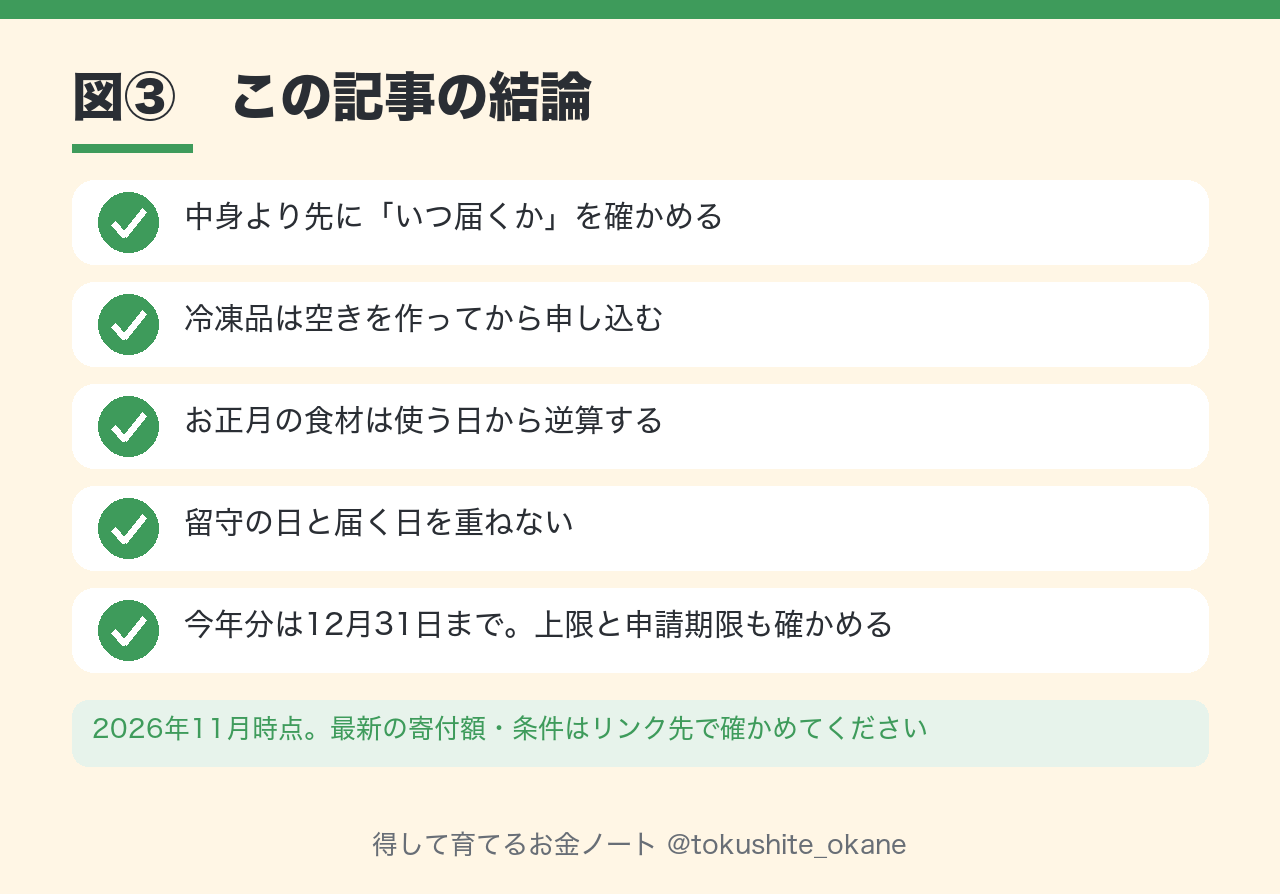 図③　この記事の結論
中身より先に「いつ届くか」を確かめる
冷凍品は空きを作ってから申し込む
お正月の食材は使う日から逆算する
留守の日と届く日を重ねない
今年分は12月31日まで。上限と申請期限も確かめる
2026年11月時点。最新の寄付額・条件はリンク先で確かめてください
得して育てるお金ノート @tokushite_okane